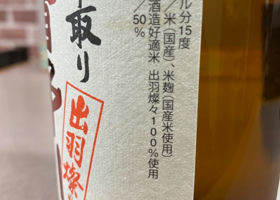 ル分15度
／米（国産）、米麹（国産米使用）
酒造好適米 出羽燦々100％使用
／50％
取り
出羽燦